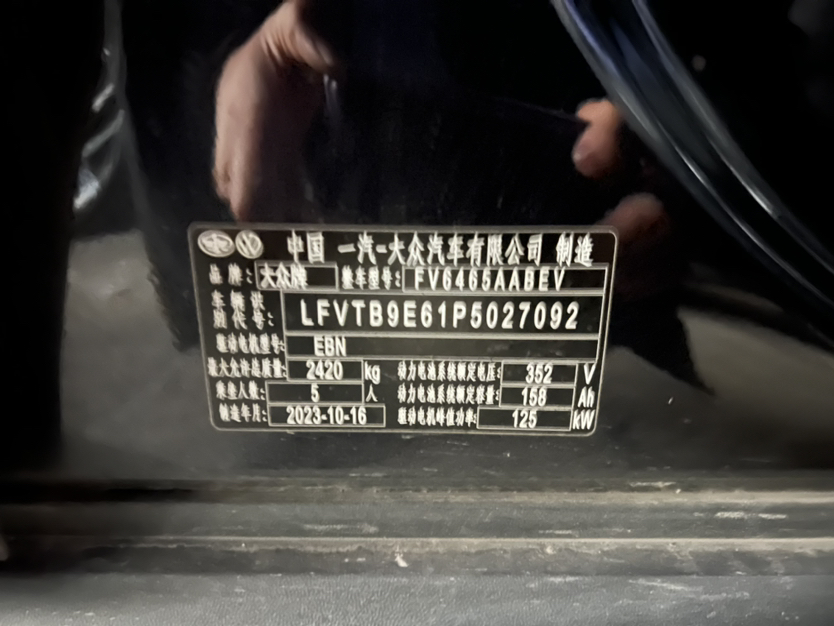 中国 一汽-大众汽车有限公司 制造
品牌: 大众牌 整车型号: FV6465AABEV
车辆识别代号: LFVTB9E61P5027092
驱动电机型号: EBN
最大允许总质量: 2420 kg 动力电池系统额定电压: 352 V
乘坐人数: 5 人 动力电池系统额定容量: 158 Ah
制造年月: 2023-10-16 驱动电机峰值功率: 125 kW